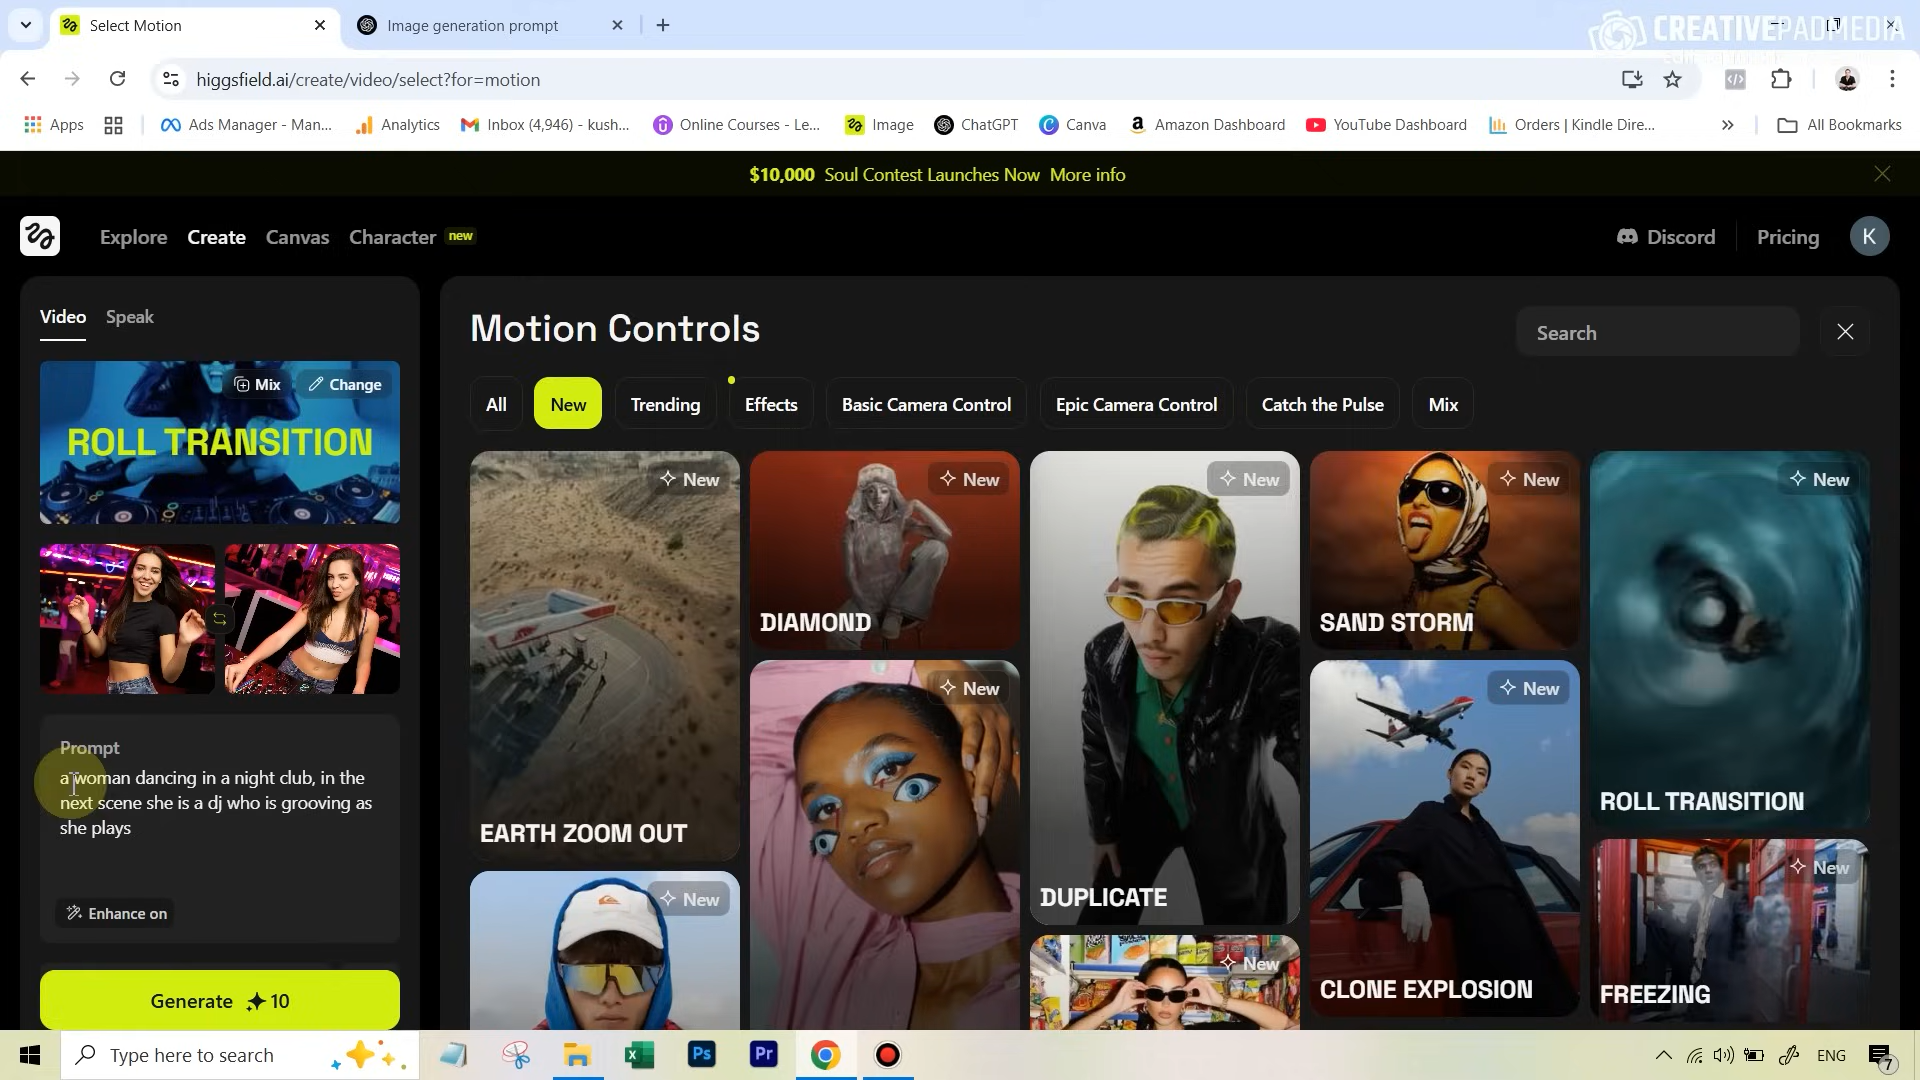 Select Motion
Image generation prompt
CREATIVEPADMEDIA
higgsfield.ai/create/video/select?for=motion
Apps
Ads Manager - Man...
Analytics
Inbox (4,946) - kush...
Online Courses - Le...
Image
ChatGPT
Canva
Amazon Dashboard
YouTube Dashboard
Orders | Kindle Dire...
All Bookmarks
$10,000 Soul Contest Launches Now More info
Explore
Create
Canvas
Character new
Discord
Pricing
K
Video
Speak
Mix
Change
ROLL TRANSITION
Prompt
a woman dancing in a night club, in the
next scene she is a dj who is grooving as
she plays
Enhance on
Generate 10
Motion Controls
Search
All
New
Trending
Effects
Basic Camera Control
Epic Camera Control
Catch the Pulse
Mix
New
New
New
New
New
DIAMOND
SAND STORM
New
New
ROLL TRANSITION
EARTH ZOOM OUT
New
DUPLICATE
New
New
CLONE EXPLOSION
FREEZING
Type here to search
Ps
Pr
ENG
7